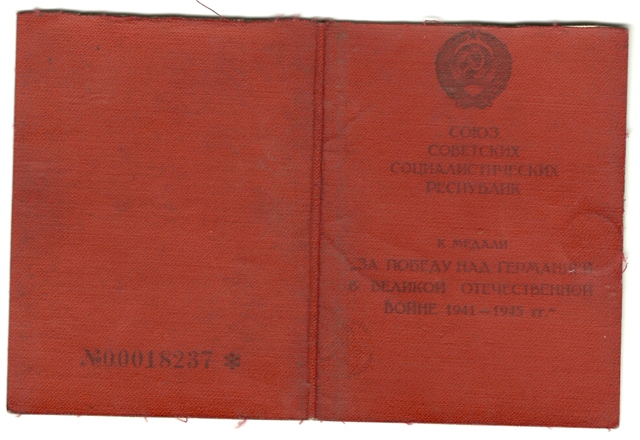 №00018237 *
СОЮЗ
СОВЕТСКИХ
СОЦИАЛИСТИЧЕСКИХ
РЕСПУБЛИК
К МЕДАЛИ
„ЗА ПОБЕДУ НАД ГЕРМАНИЕЙ
В ВЕЛИКОЙ ОТЕЧЕСТВЕННОЙ
ВОЙНЕ 1941—1945 гг."